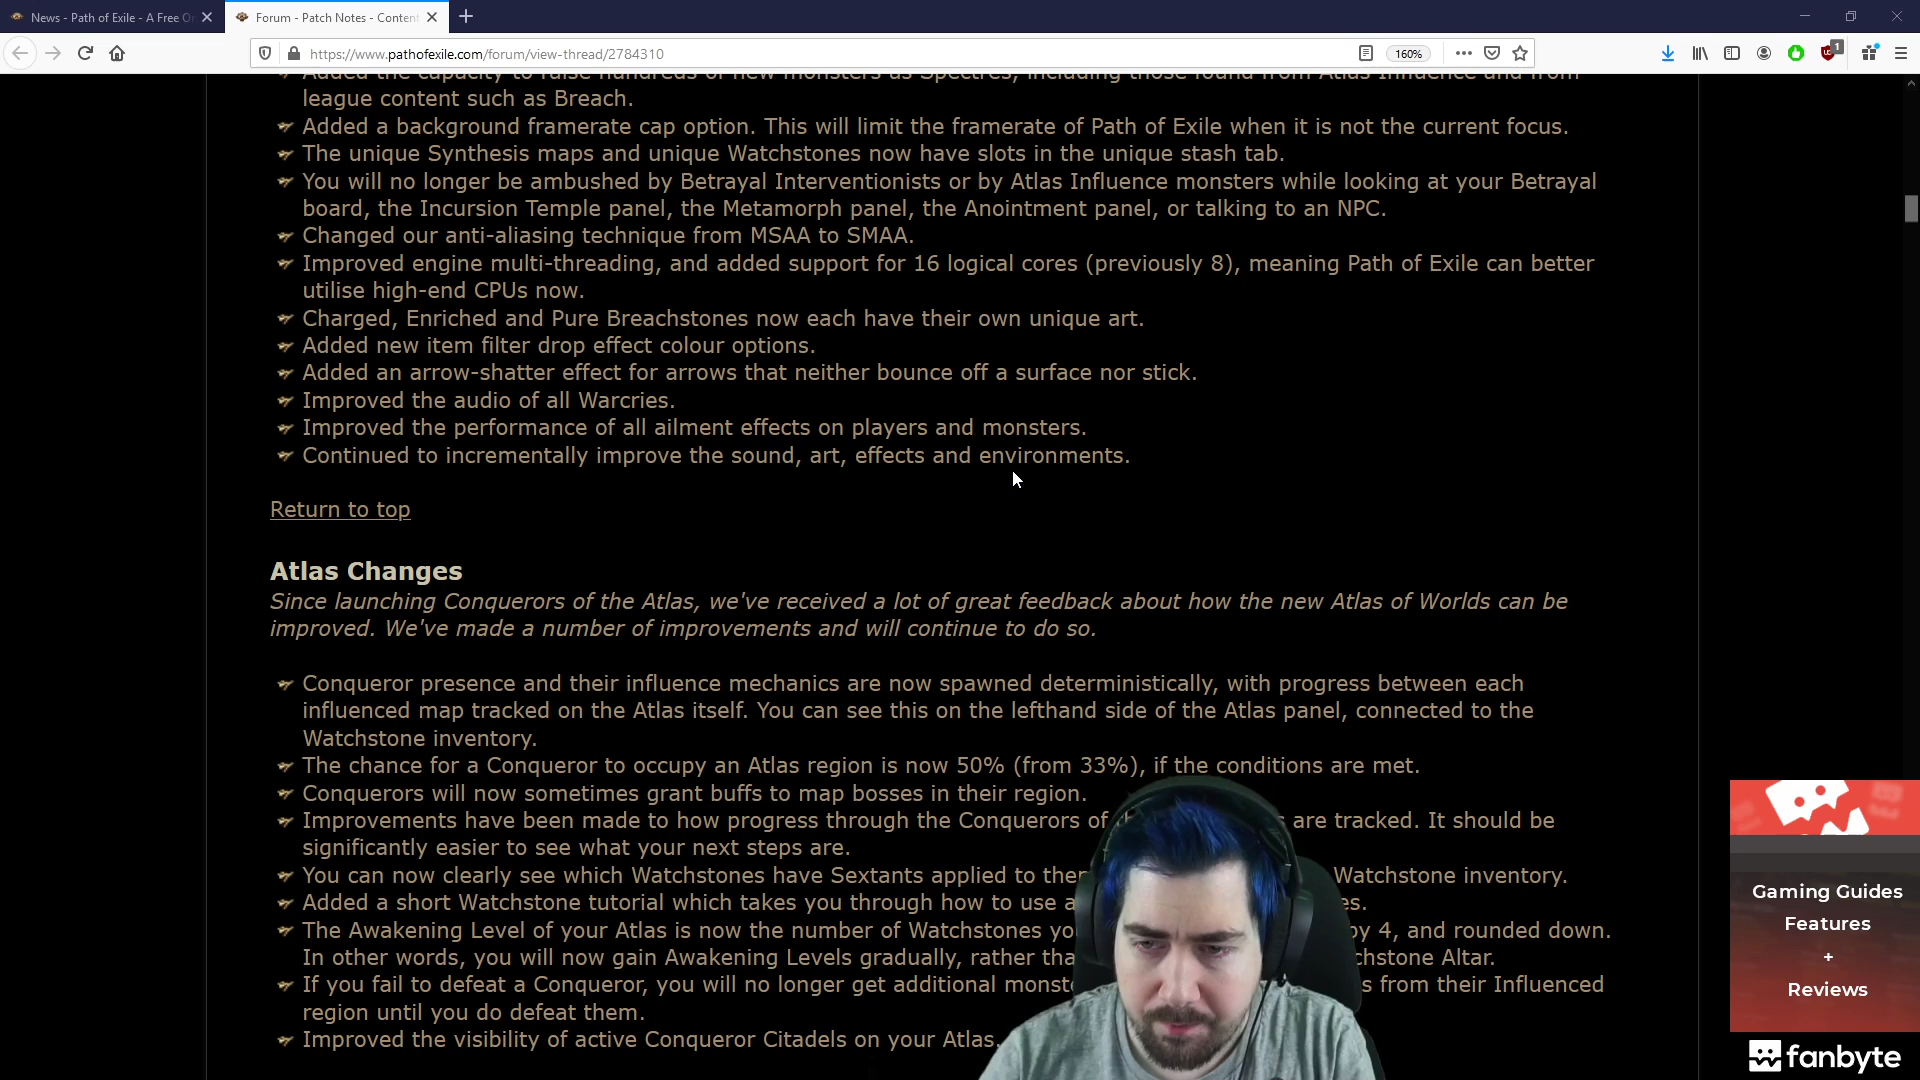 News - Path of Exile - A Free O
Forum - Patch Notes - Content
https://www.pathofexile.com/forum/view-thread/2784310
160%
1
Added the capacity to raise hundreds of new monsters as Spectres, including those found from Atlas Influence and from
league content such as Breach.
Added a background framerate cap option. This will limit the framerate of Path of Exile when it is not the current focus.
The unique Synthesis maps and unique Watchstones now have slots in the unique stash tab.
You will no longer be ambushed by Betrayal Interventionists or by Atlas Influence monsters while looking at your Betrayal
board, the Incursion Temple panel, the Metamorph panel, the Anointment panel, or talking to an NPC.
Changed our anti-aliasing technique from MSAA to SMAA.
Improved engine multi-threading, and added support for 16 logical cores (previously 8), meaning Path of Exile can better
utilise high-end CPUs now.
Charged, Enriched and Pure Breachstones now each have their own unique art.
Added new item filter drop effect colour options.
Added an arrow-shatter effect for arrows that neither bounce off a surface nor stick.
Improved the audio of all Warcries.
Improved the performance of all ailment effects on players and monsters.
Continued to incrementally improve the sound, art, effects and environments.
Return to top
Atlas Changes
Since launching Conquerors of the Atlas, we've received a lot of great feedback about how the new Atlas of Worlds can be
improved. We've made a number of improvements and will continue to do so.
Conqueror presence and their influence mechanics are now spawned deterministically, with progress between each
influenced map tracked on the Atlas itself. You can see this on the lefthand side of the Atlas panel, connected to the
Watchstone inventory.
The chance for a Conqueror to occupy an Atlas region is now 50% (from 33%), if the conditions are met.
Conquerors will now sometimes grant buffs to map bosses in their region.
Improvements have been made to how progress through the Conquerors of are tracked. It should be
significantly easier to see what your next steps are.
You can now clearly see which Watchstones have Sextants applied to Watchstone inventory.
Added a short Watchstone tutorial which takes you through how to use
The Awakening Level of your Atlas is now the number of Watchstones by 4, and rounded down.
In other words, you will now gain Awakening Levels gradually, rather Altar.
If you fail to defeat a Conqueror, you will no longer get additional from their Influenced
region until you do defeat them.
Improved the visibility of active Conqueror Citadels on your Atlas.
Gaming Guides
Features
+
Reviews
fanbyte